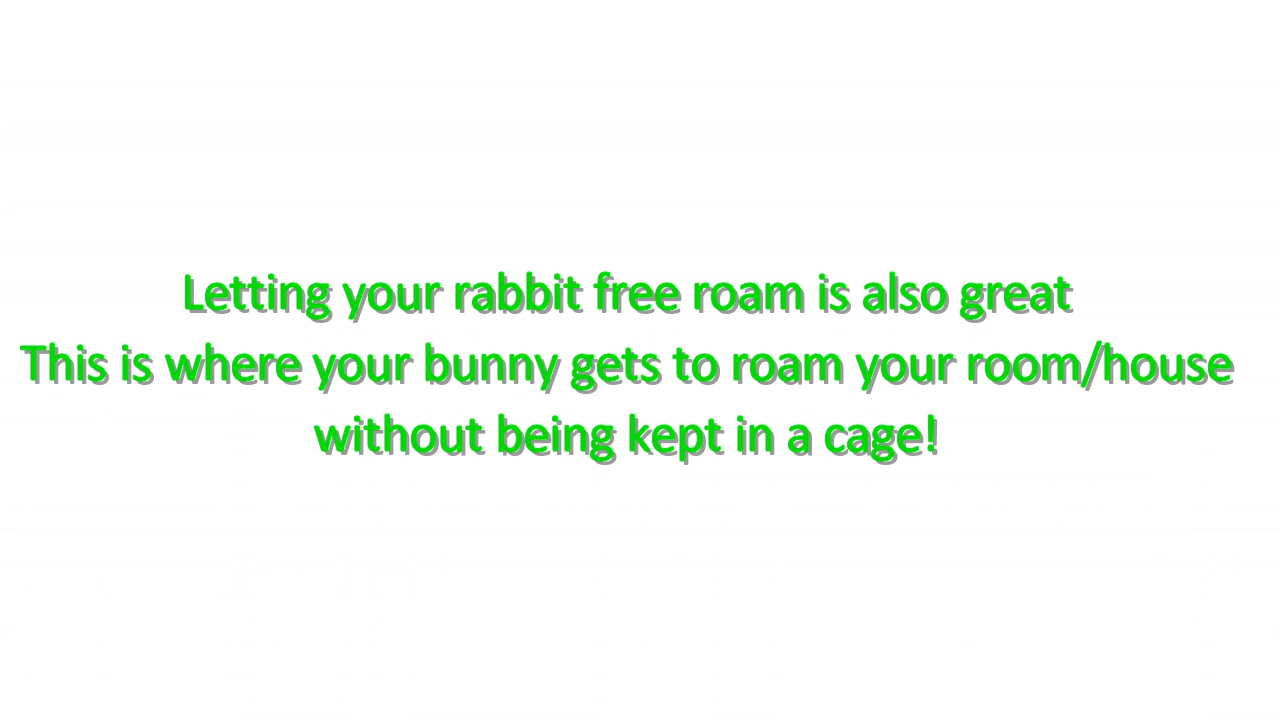 Letting your rabbit free roam is also great
This is where your bunny gets to roam your room/house
without being kept in a cage!